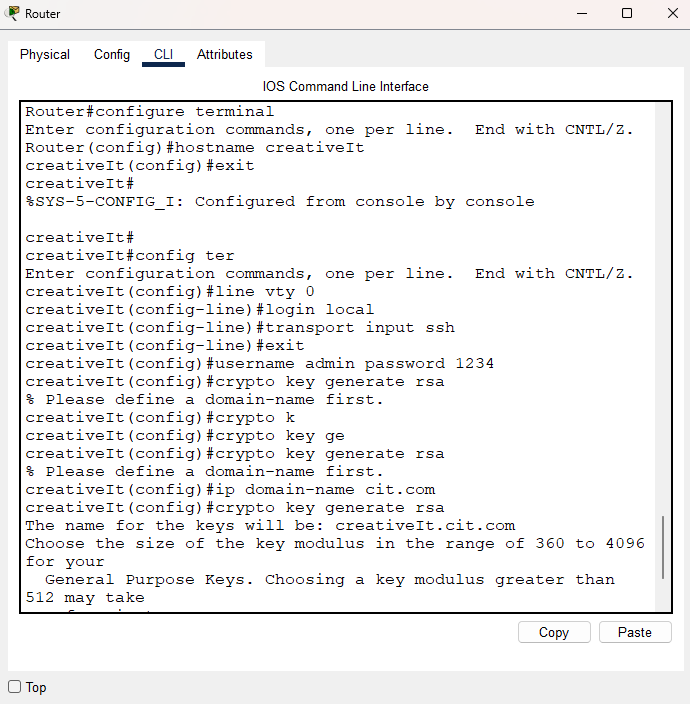 Router
Physical Config CLI Attributes
IOS Command Line Interface
Router#configure terminal
Enter configuration commands, one per line.  End with CNTL/Z.
Router(config)#hostname creativeIt
creativeIt(config)#exit
creativeIt#
%SYS-5-CONFIG_I: Configured from console by console
creativeIt#
creativeIt#config ter
Enter configuration commands, one per line.  End with CNTL/Z.
creativeIt(config)#line vty 0
creativeIt(config-line)#login local
creativeIt(config-line)#transport input ssh
creativeIt(config-line)#exit
creativeIt(config)#username admin password 1234
creativeIt(config)#crypto key generate rsa
% Please define a domain-name first.
creativeIt(config)#crypto k
creativeIt(config)#crypto key ge
creativeIt(config)#crypto key generate rsa
% Please define a domain-name first.
creativeIt(config)#ip domain-name cit.com
creativeIt(config)#crypto key generate rsa
The name for the keys will be: creativeIt.cit.com
Choose the size of the key modulus in the range of 360 to 4096
for your
  General Purpose Keys. Choosing a key modulus greater than
512 may take
Copy Paste
Top